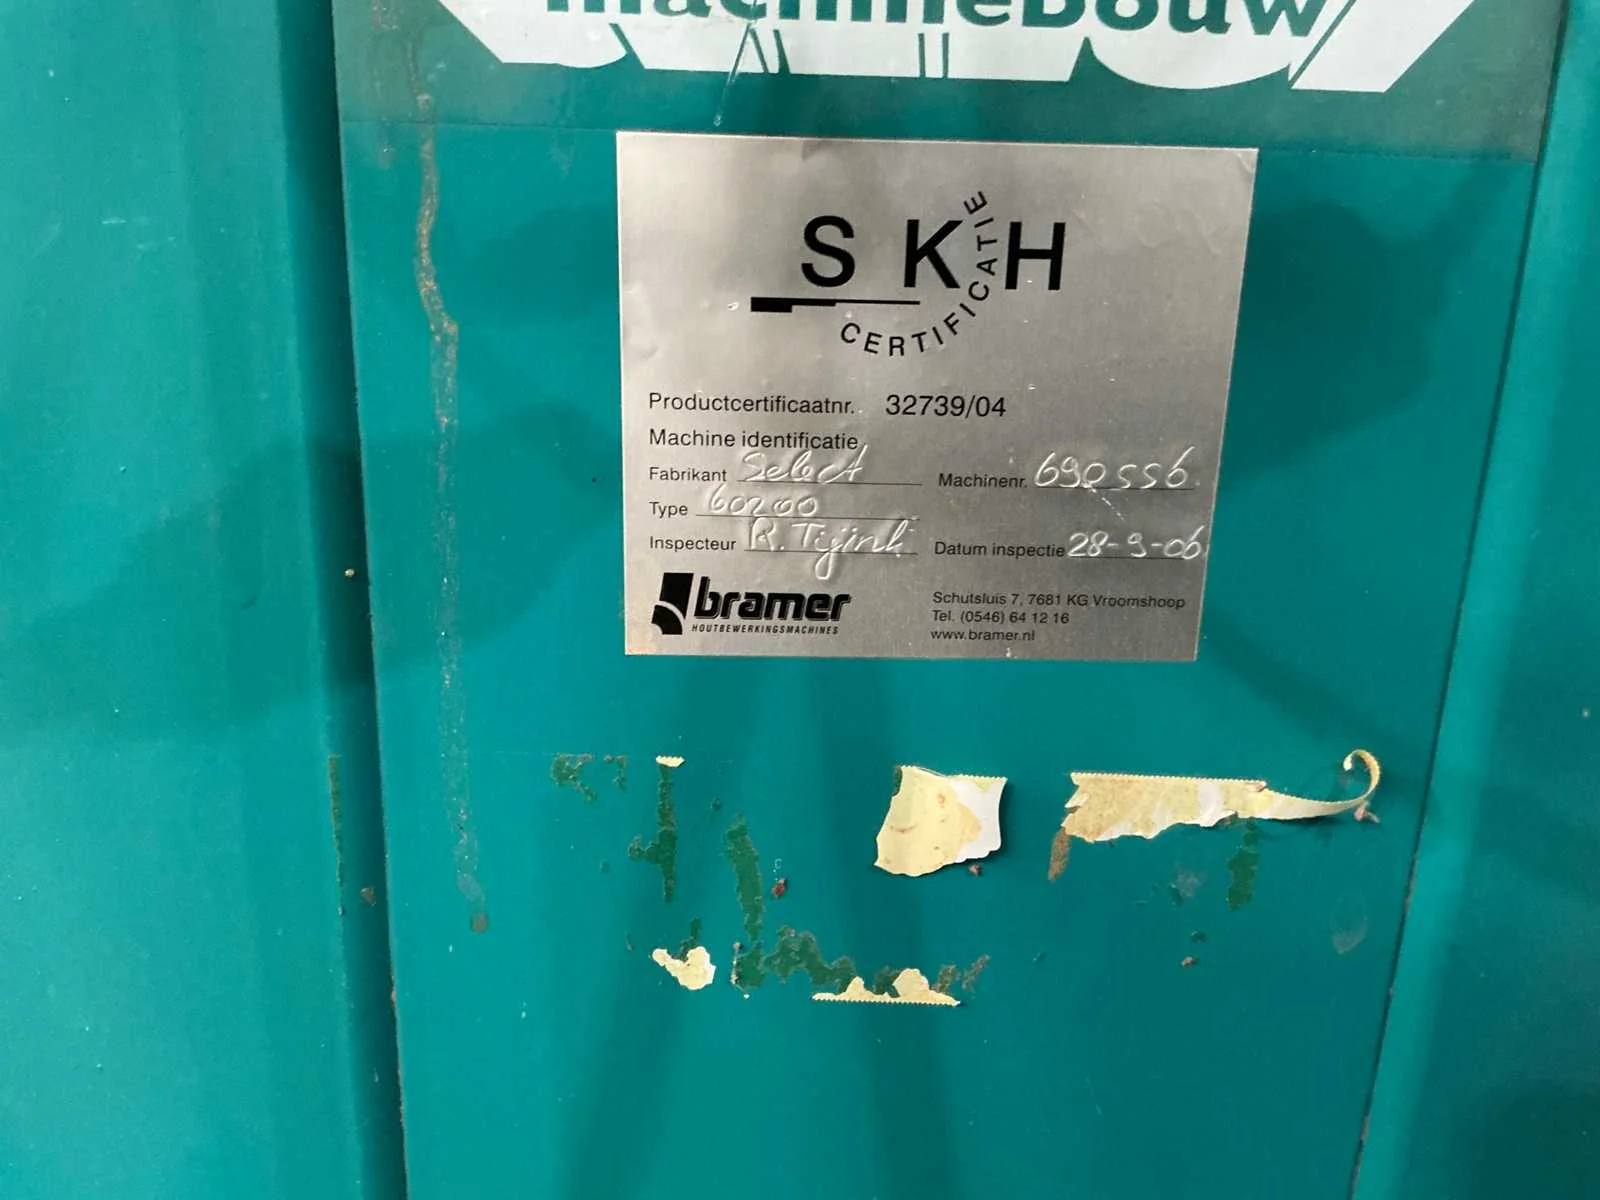 machinebouw
SKH
CERTIFICATIE
Productcertificaatnr. 32739/04
Machine identificatie
Fabrikant Select Machinenr. 690556
Type 60200
Inspecteur R. Tijink Datum inspectie 28-9-06
bramer
HOUTBEWERKINGSMACHINES
Schutsluis 7, 7681 KG Vroomshoop
Tel. (0546) 64 12 16
www.bramer.nl